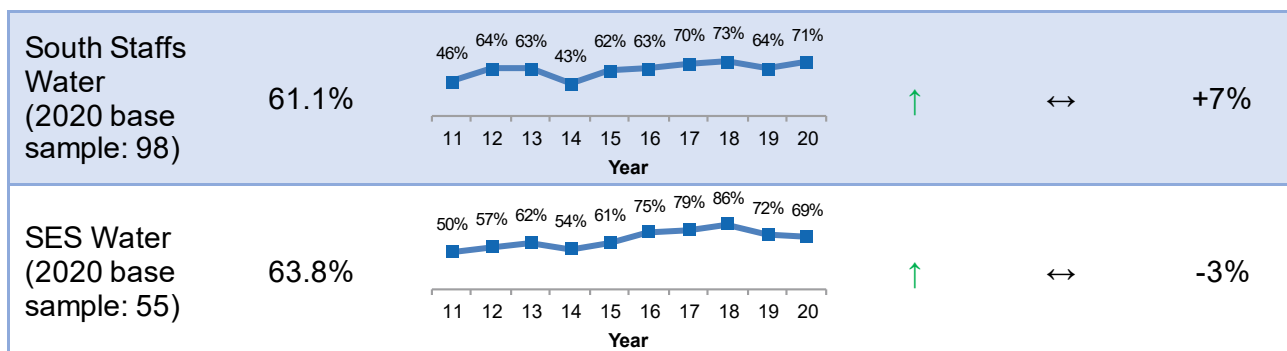 South Staffs
Water
(2020 base
sample: 98)
61.1%
46% 64% 63% 43% 62% 63% 70% 73% 64% 71%
11 12 13 14 15 16 17 18 19 20
Year
↑ ↔ +7%
SES Water
(2020 base
sample: 55)
63.8%
50% 57% 62% 54% 61% 75% 79% 86% 72% 69%
11 12 13 14 15 16 17 18 19 20
Year
↑ ↔ -3%